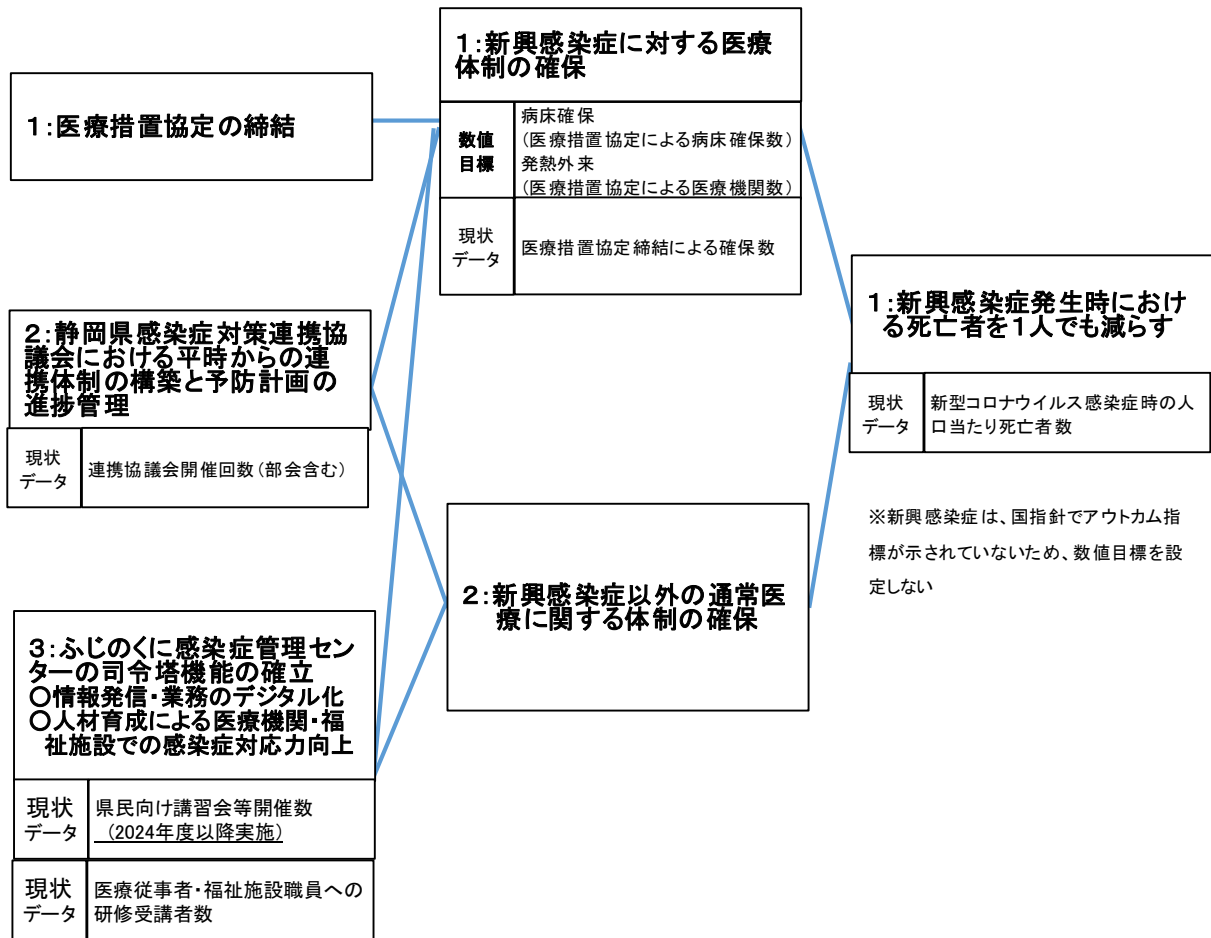 1:医療措置協定の締結
2:静岡県感染症対策連携協
議会における平時からの連
携体制の構築と予防計画の
進捗管理
現状
データ
連携協議会開催回数(部会含む)
3:ふじのくに感染症管理セン
ターの司令塔機能の確立
〇情報発信・業務のデジタル化
〇人材育成による医療機関・福
祉施設での感染症対応力向上
現状
データ
県民向け講習会等開催数
(2024年度以降実施)
現状
データ
医療従事者・福祉施設職員への
研修受講者数
1:新興感染症に対する医療
体制の確保
数値
目標
病床確保
(医療措置協定による病床確保数)
発熱外来
(医療措置協定による医療機関数)
現状
データ
医療措置協定締結による確保数
2:新興感染症以外の通常医
療に関する体制の確保
1:新興感染症発生時におけ
る死亡者を1人でも減らす
現状
データ
新型コロナウイルス感染症時の人
口当たり死亡者数
※新興感染症は、国指針でアウトカム指
標が示されていないため、数値目標を設
定しない